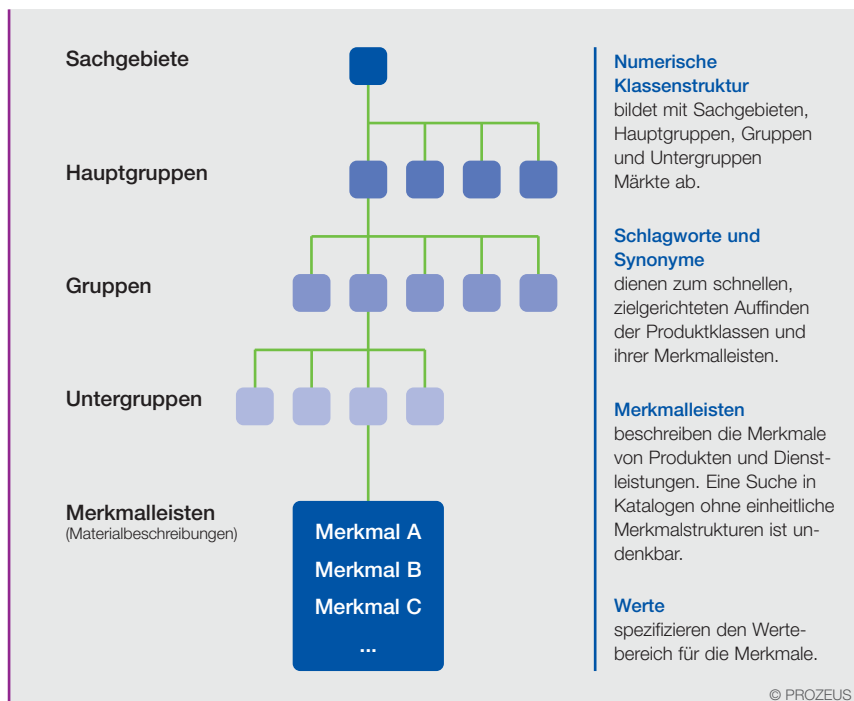 Sachgebiete
Hauptgruppen
Gruppen
Untergruppen
Merkmalleisten
(Materialbeschreibungen)
Merkmal A
Merkmal B
Merkmal C
...
Numerische
Klassenstruktur
bildet mit Sachgebieten,
Hauptgruppen, Gruppen
und Untergruppen
Märkte ab.
Schlagworte und
Synonyme
dienen zum schnellen,
zielgerichteten Auffinden
der Produktklassen und
ihrer Merkmalleisten.
Merkmalleisten
beschreiben die Merkmale
von Produkten und Dienst-
leistungen. Eine Suche in
Katalogen ohne einheitliche
Merkmalstrukturen ist un-
denkbar.
Werte
spezifizieren den Werte-
bereich für die Merkmale.
© PROZEUS